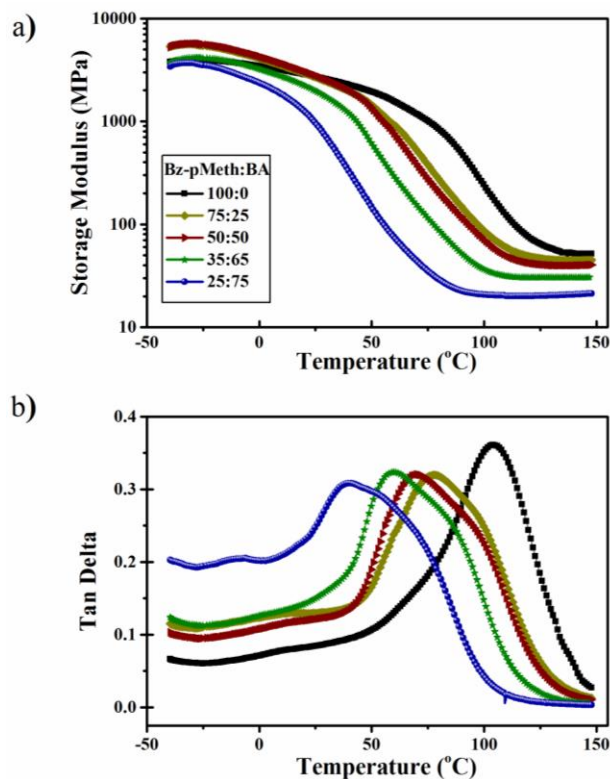 a)
10000
1000
100
10
Storage Modulus (MPa)
Bz-pMeth:BA
100:0
75:25
50:50
35:65
25:75
-50 0 50 100 150
Temperature (°C)
b)
0.4
0.3
0.2
0.1
0.0
Tan Delta
-50 0 50 100 150
Temperature (°C)